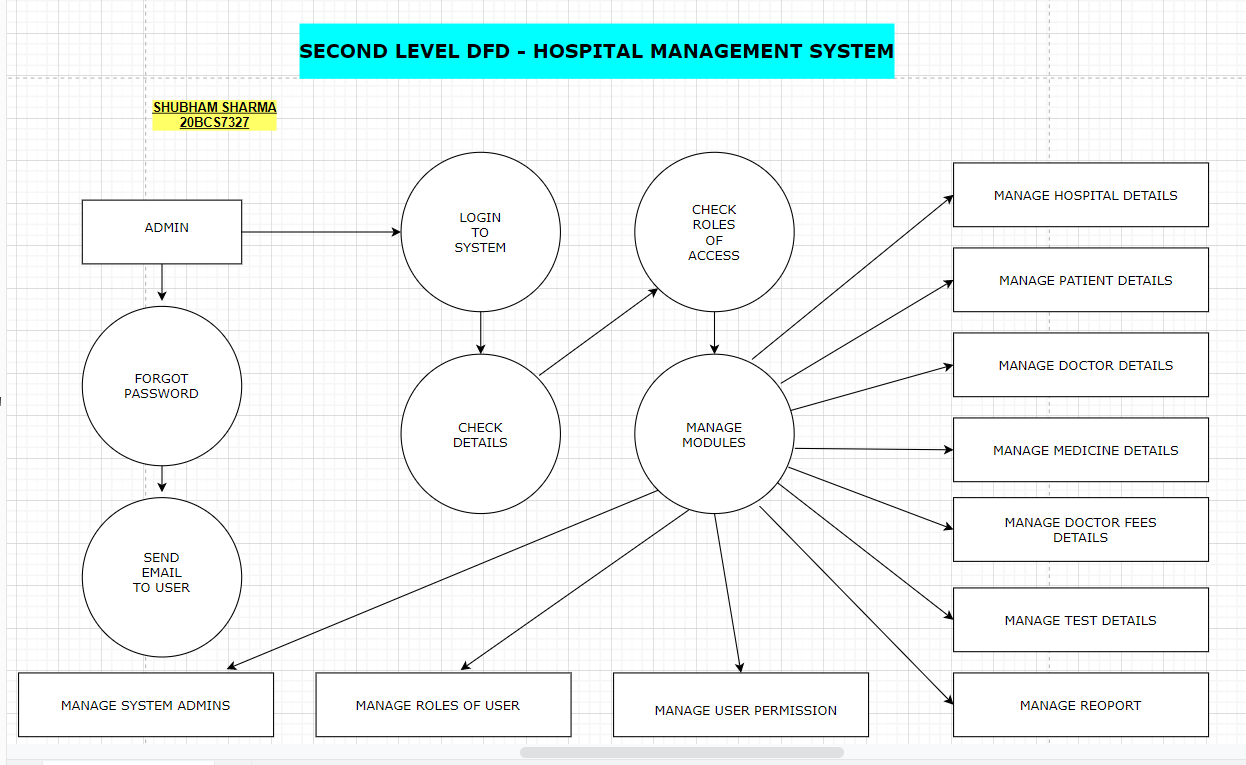 SECOND LEVEL DFD - HOSPITAL MANAGEMENT SYSTEM
SHUBHAM SHARMA
20BCS7327
ADMIN
LOGIN
TO
SYSTEM
CHECK
ROLES
OF
ACCESS
MANAGE HOSPITAL DETAILS
MANAGE PATIENT DETAILS
MANAGE DOCTOR DETAILS
FORGOT
PASSWORD
CHECK
DETAILS
MANAGE
MODULES
MANAGE MEDICINE DETAILS
MANAGE DOCTOR FEES
DETAILS
SEND
EMAIL
TO USER
MANAGE TEST DETAILS
MANAGE SYSTEM ADMINS
MANAGE ROLES OF USER
MANAGE USER PERMISSION
MANAGE REOPORT